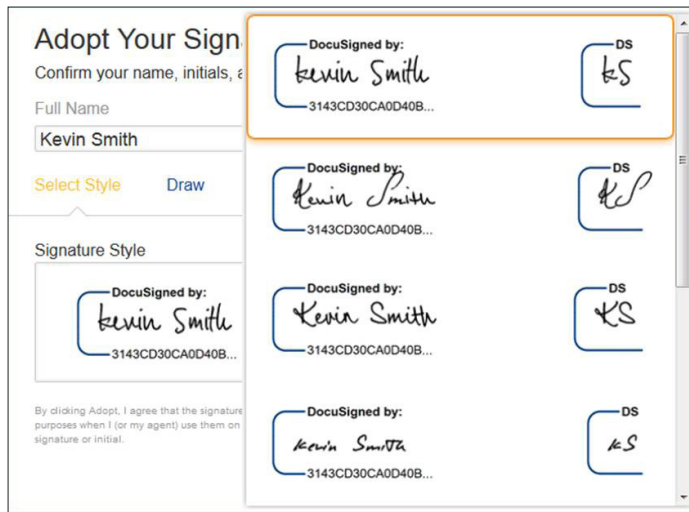 Adopt Your Sign
Confirm your name, initials, a
Full Name
Kevin Smith
Select Style Draw
Signature Style
DocuSigned by:
kevin Smith
3143CD30CA0D40B...
By clicking Adopt, I agree that the signature
purposes when I (or my agent) use them on
signature or initial.
DocuSigned by:
kevin Smith
3143CD30CA0D40B...
DS
kS
DocuSigned by:
Kevin Smith
3143CD30CA0D40B...
DS
KS
DocuSigned by:
Kevin Smith
3143CD30CA0D40B...
DS
KS
DocuSigned by:
Kevin Smith
3143CD30CA0D40B...
DS
KS